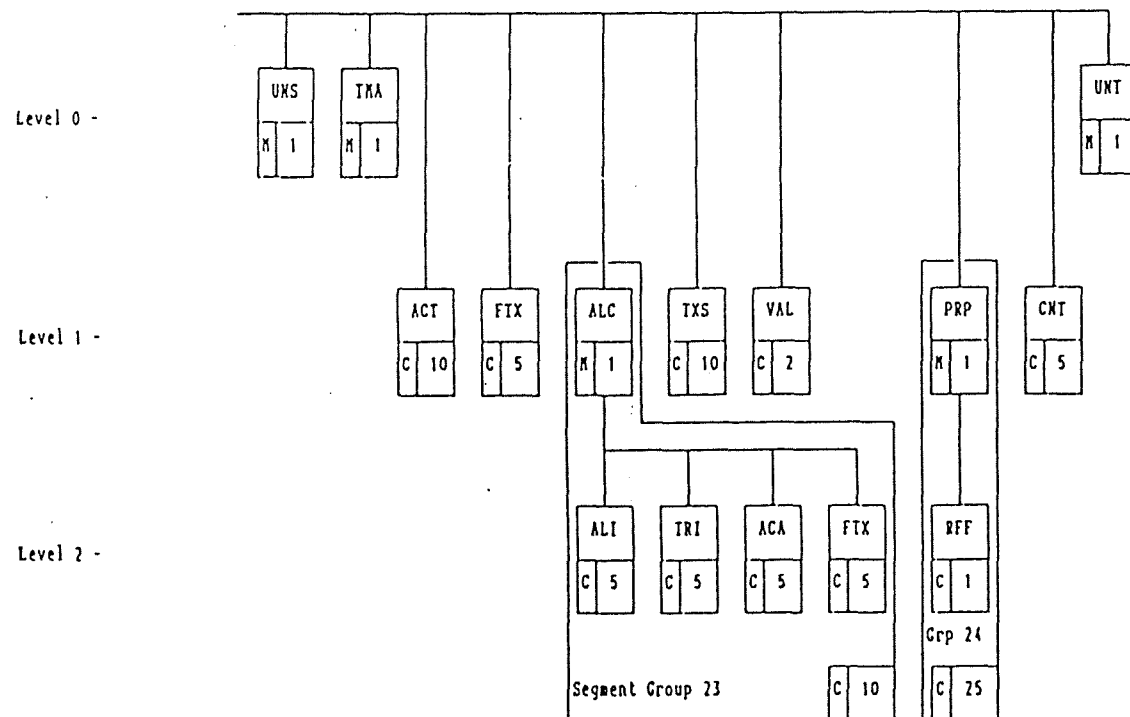 UNS TMA UNT
Level 0 -
M 1 M 1 M 1
ACT FTX ALC TXS VAL PRP CNT
Level 1 -
C 10 C 5 M 1 C 10 C 2 M 1 C 5
ALI TRI ACA FTX RFF
Level 2 -
C 5 C 5 C 5 C 5 C 1
Grp 24
Segment Group 23 C 10 C 25